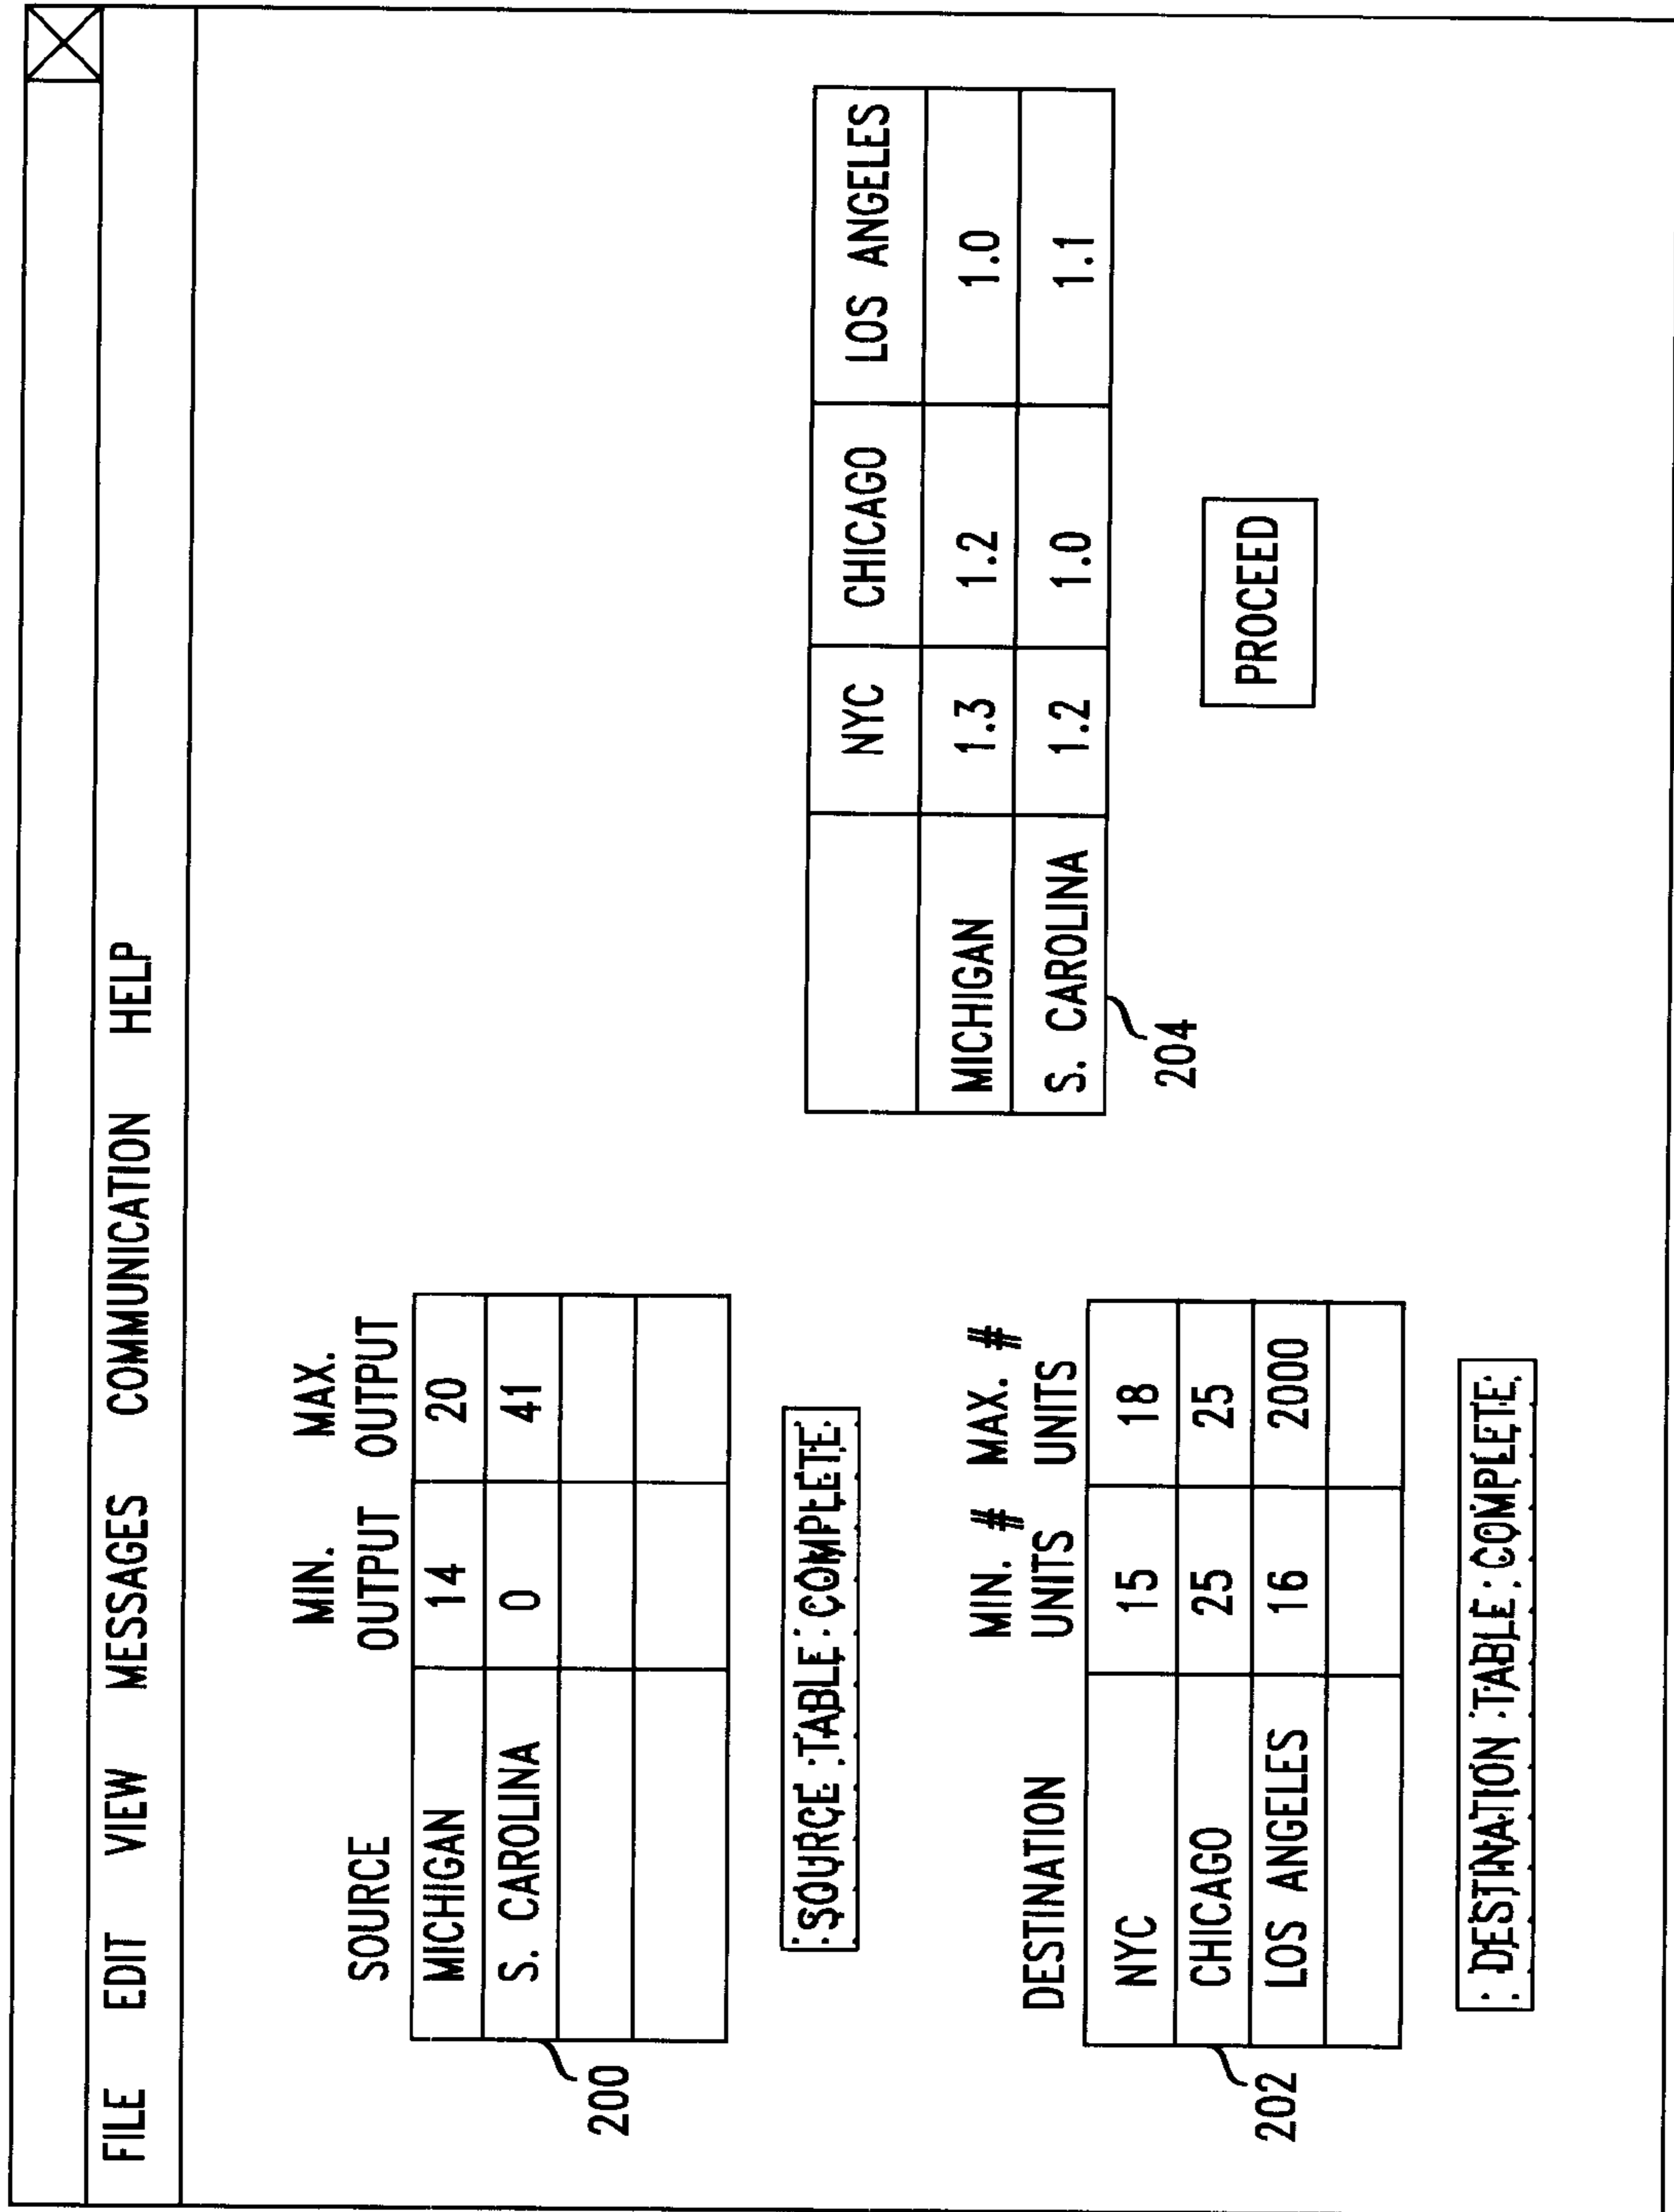 FILE EDIT VIEW MESSAGES COMMUNICATION HELP
SOURCE MIN. OUTPUT MAX. OUTPUT
MICHIGAN 14 20
S. CAROLINA 0 41
200
SOURCE TABLE COMPLETE
DESTINATION MIN. # UNITS MAX. # UNITS
NYC 15 18
CHICAGO 25 25
LOS ANGELES 16 2000
202
DESTINATION TABLE COMPLETE
NYC CHICAGO LOS ANGELES
MICHIGAN 1.3 1.2 1.0
S. CAROLINA 1.2 1.0 1.1
204
PROCEED